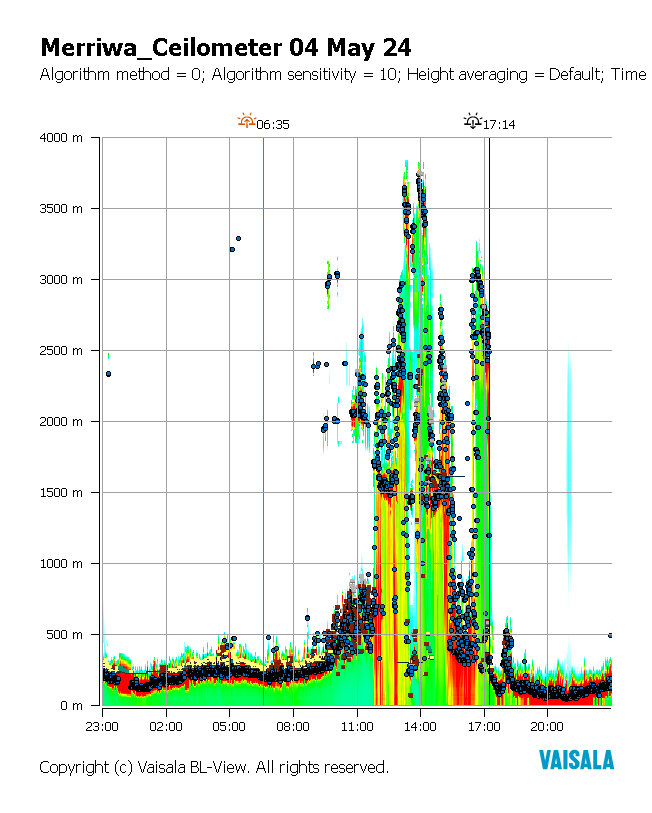 Merriwa_Ceilometer 04 May 24
Algorithm method = 0; Algorithm sensitivity = 10; Height averaging = Default; Time
06:35
17:14
4000 m
3500 m
3000 m
2500 m
2000 m
1500 m
1000 m
500 m
0 m
23:00 02:00 05:00 08:00 11:00 14:00 17:00 20:00
Copyright (c) Vaisala BL-View. All rights reserved.
VAISALA